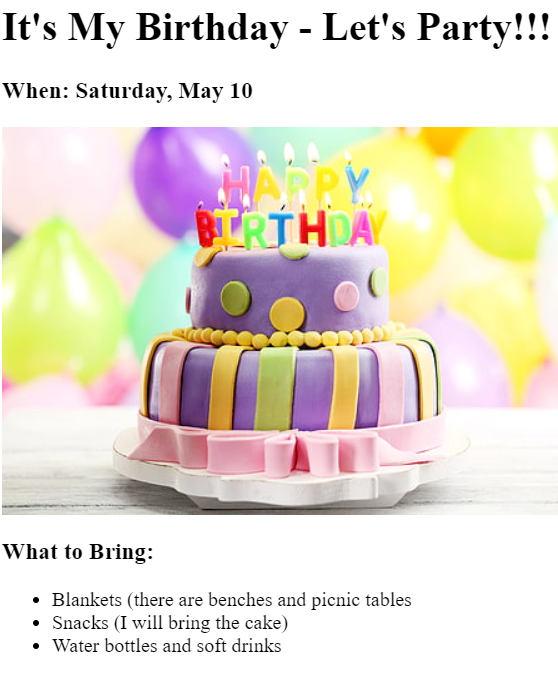 It's My Birthday - Let's Party!!!
When: Saturday, May 10
HAPPY
BIRTHDAY
What to Bring:
Blankets (there are benches and picnic tables
Snacks (I will bring the cake)
Water bottles and soft drinks